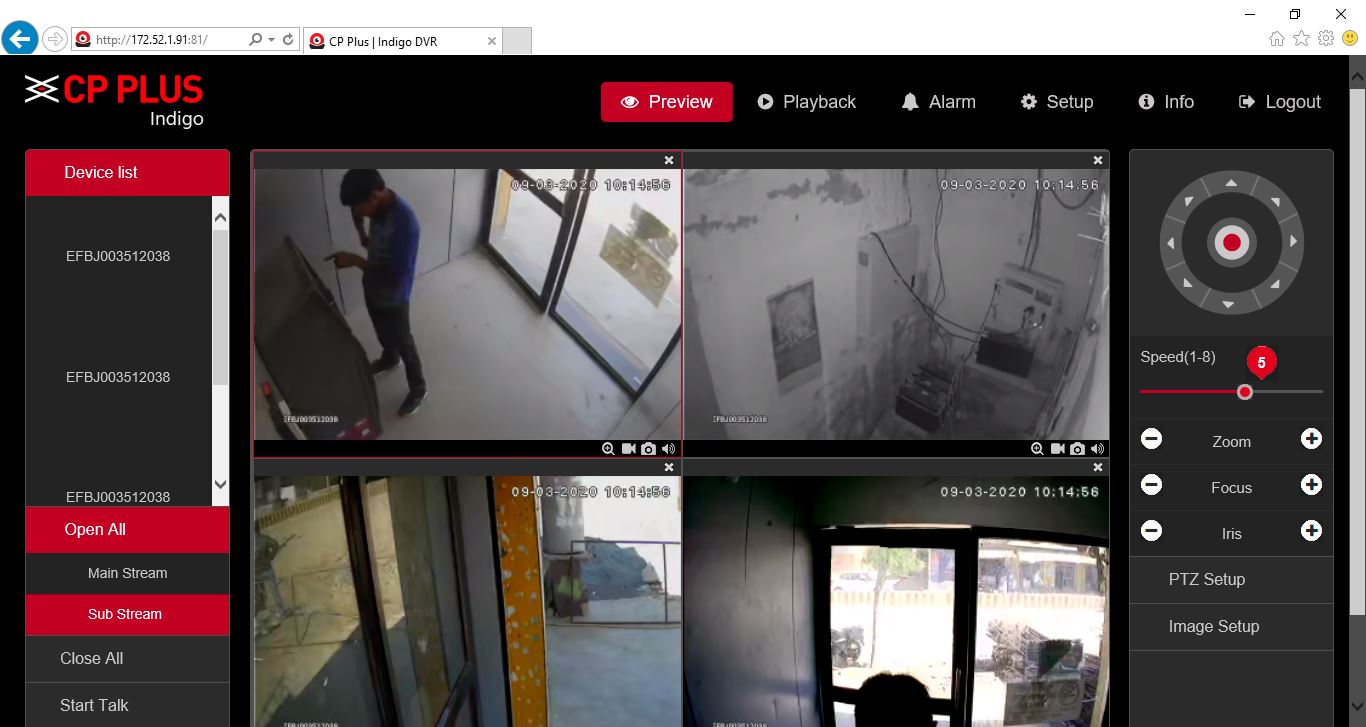 http://172.52.1.91:81/
CP Plus | Indigo DVR
CP PLUS
Indigo
Preview
Playback
Alarm
Setup
Info
Logout
Device list
EFBJ003512038
EFBJ003512038
EFBJ003512038
Open All
Main Stream
Sub Stream
Close All
Start Talk
09-03-2020 10:14:56
EFBJ003512038
09-03-2020 10:14:56
EFBJ003512038
09-03-2020 10:14:56
09-03-2020 10:14:56
Speed(1-8)
5
Zoom
Focus
Iris
PTZ Setup
Image Setup